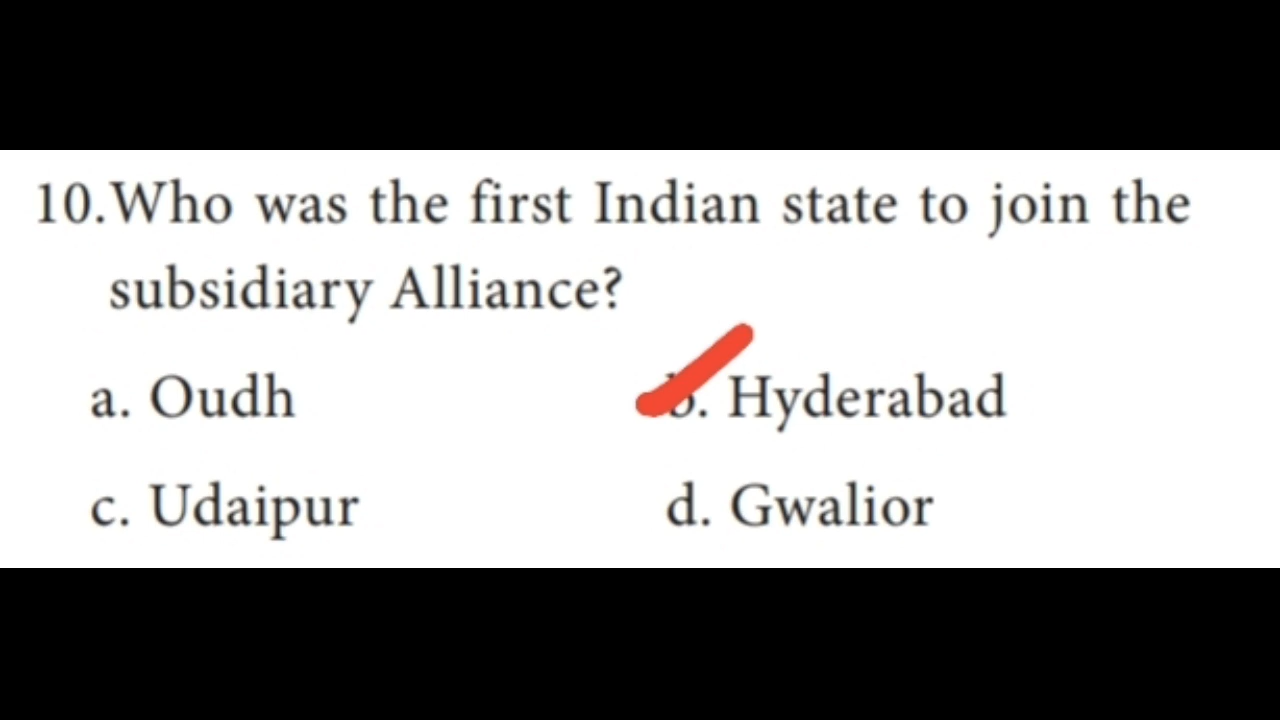 10.Who was the first Indian state to join the
subsidiary Alliance?
a. Oudh b. Hyderabad
c. Udaipur d. Gwalior